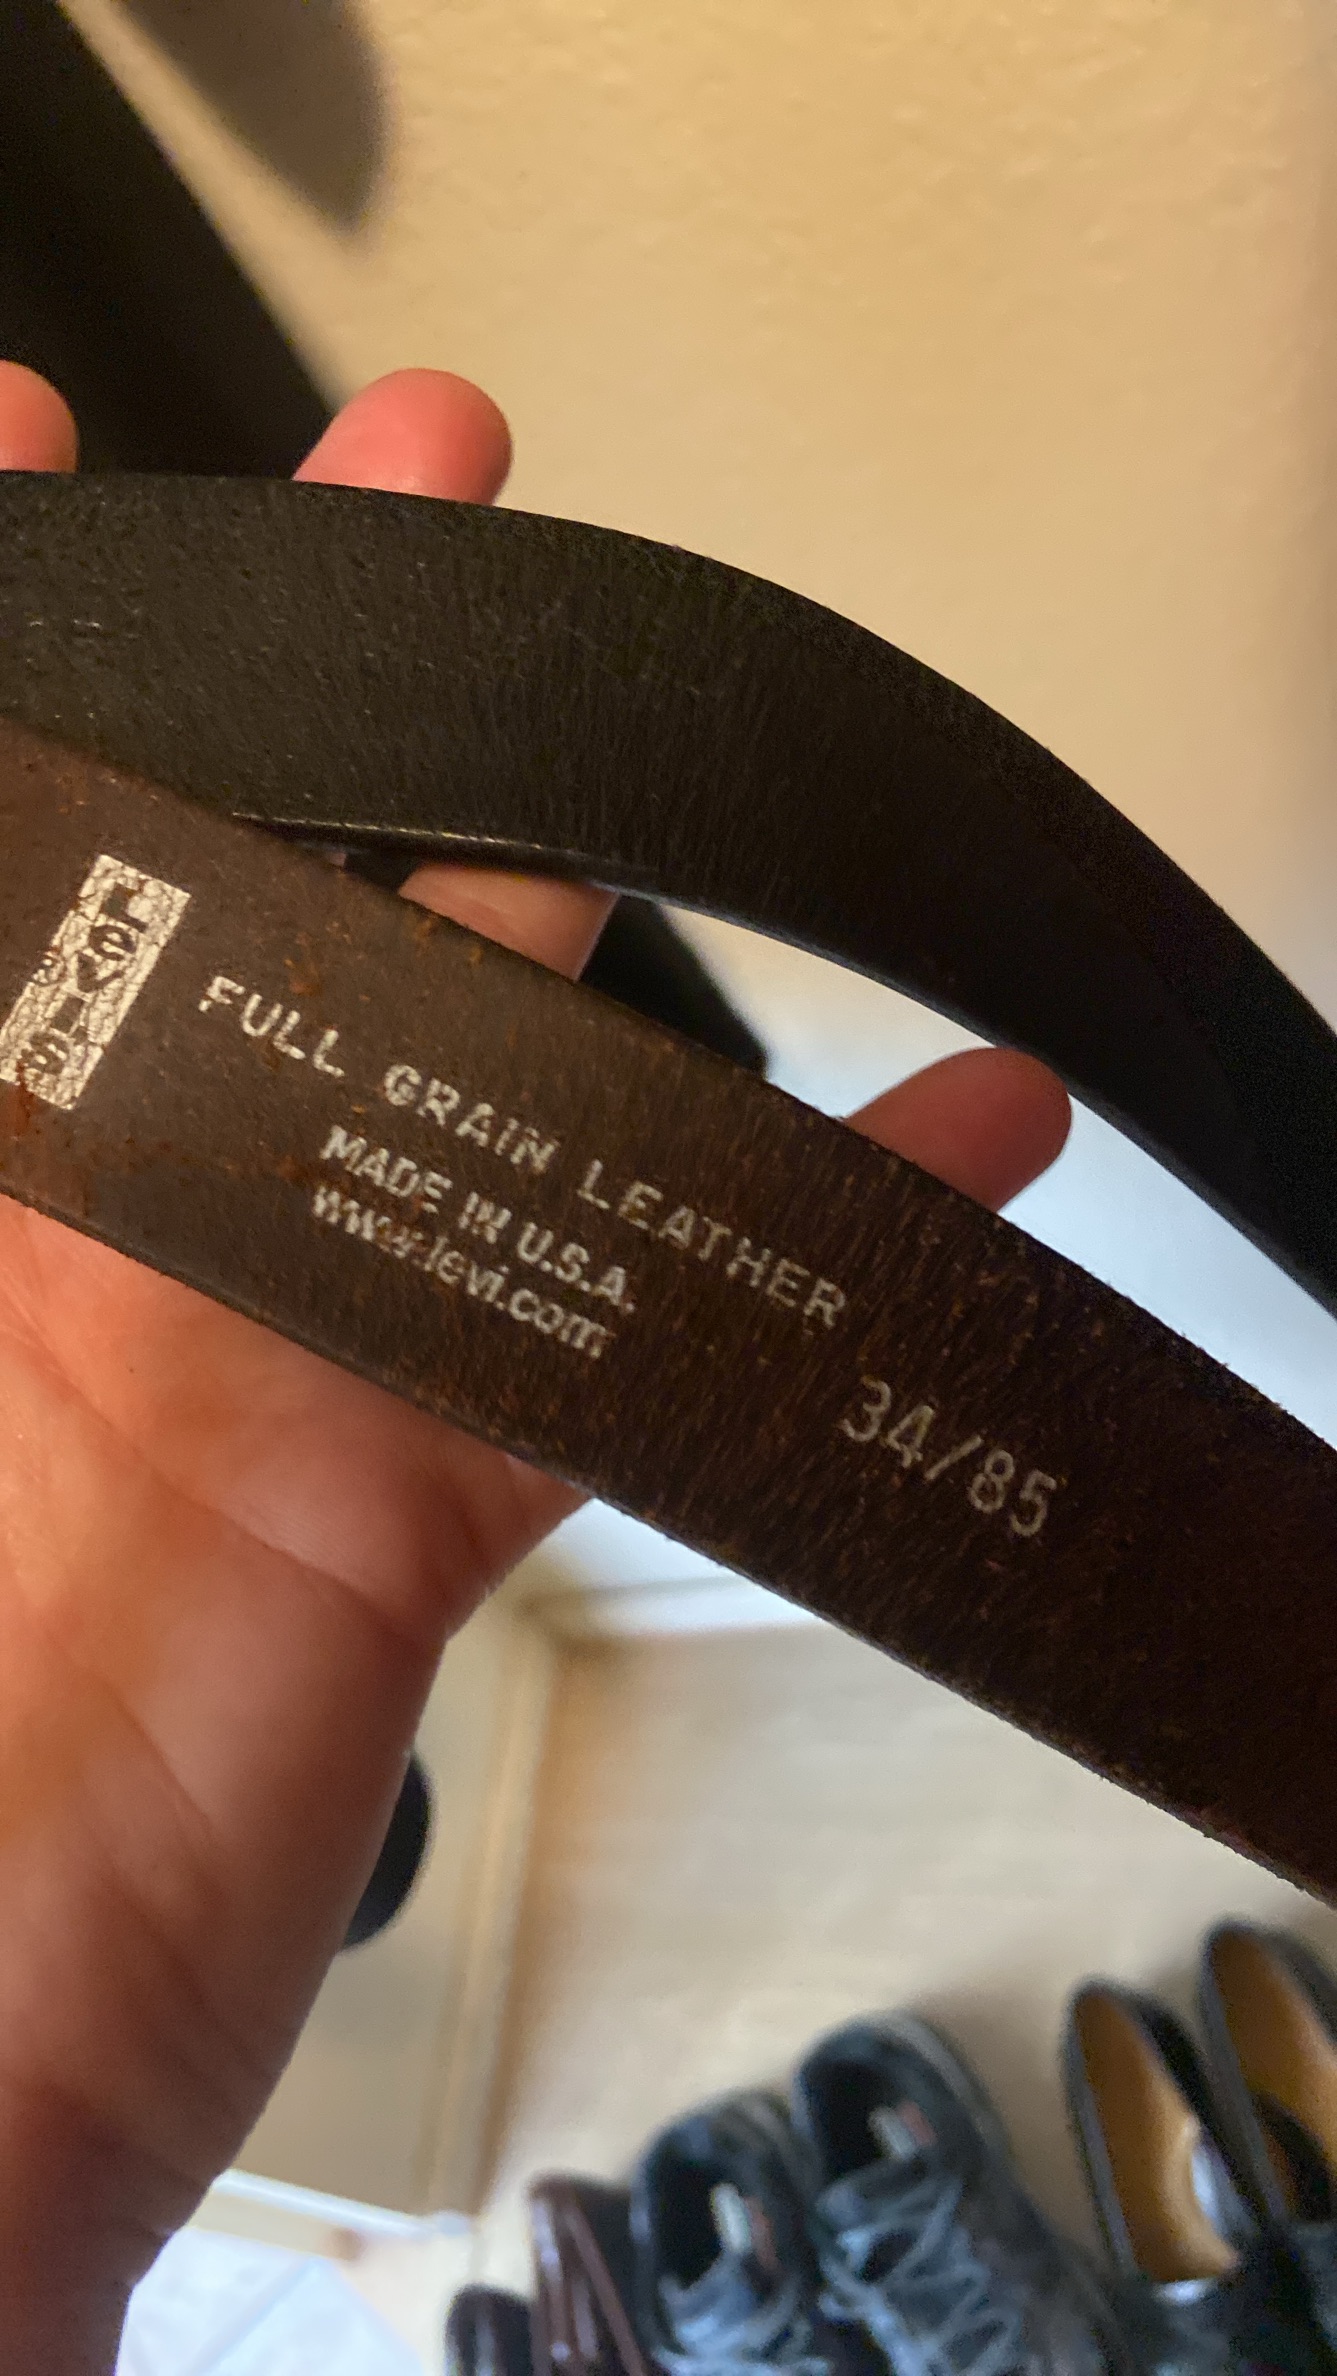 Levi's
FULL GRAIN LEATHER
MADE IN U.S.A.
www.levi.com
34/85